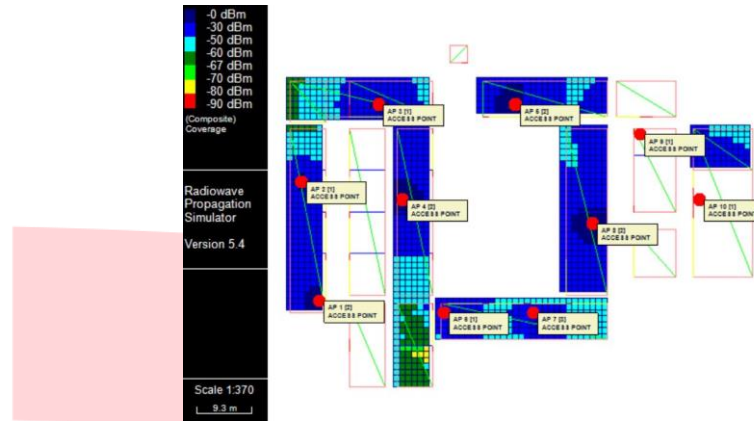 -0 dBm
-30 dBm
-50 dBm
-60 dBm
-67 dBm
-70 dBm
-80 dBm
-90 dBm
(Composite)
Coverage
Radiowave
Propagation
Simulator
Version 5.4
Scale 1:370
9.3 m
AP 3 [1]
ACCESS POINT
AP 5 [2]
ACCESS POINT
AP 9 [1]
ACCESS POINT
AP 2 [1]
ACCESS POINT
AP 4 [2]
ACCESS POINT
AP 10 [1]
ACCESS POINT
AP 8 [2]
ACCESS POINT
AP 1 [2]
ACCESS POINT
AP 6 [1]
ACCESS POINT
AP 7 [2]
ACCESS POINT